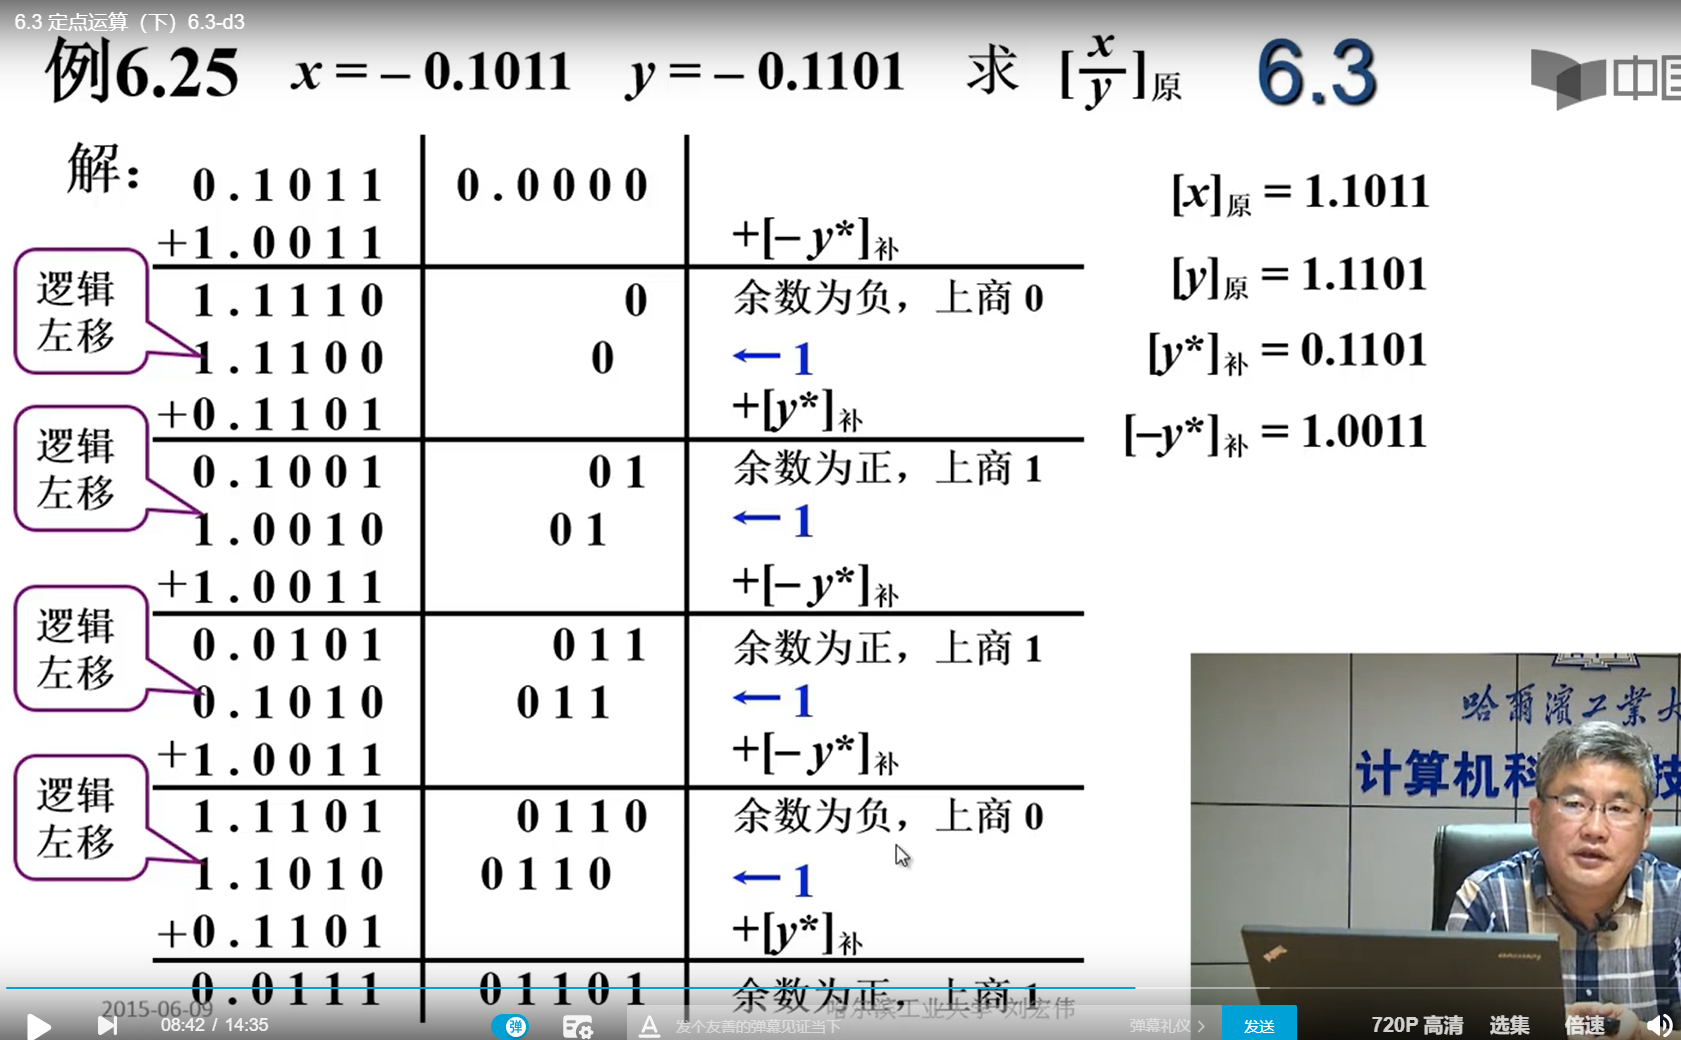 6.3 定点运算（下）6.3-d3
例6.25 x = – 0.1011 y = – 0.1101 求 [x/y]原 6.3 中国
解： 0.1011 0.0000
+1.0011 +[– y*]补
1.1110 0 余数为负，上商 0
1.1100 0 ←1
+0.1101 +[y*]补
0.1001 01 余数为正，上商 1
1.0010 01 ←1
+1.0011 +[– y*]补
0.0101 011 余数为正，上商 1
0.1010 011 ←1
+1.0011 +[– y*]补
1.1101 0110 余数为负，上商 0
1.1010 0110 ←1
+0.1101 +[y*]补
0.0111 01101 余数为正，上商 1
逻辑
左移
逻辑
左移
逻辑
左移
逻辑
左移
[x]原 = 1.1011
[y]原 = 1.1101
[y*]补 = 0.1101
[–y*]补 = 1.0011
哈爾濱工業大
计算机科 技
2015-06-09 哈尔滨工业大学 刘宏伟
08:42 / 14:35 弹 A 发个友善的弹幕见证当下 弹幕礼仪 > 发送 720P 高清 选集 倍速